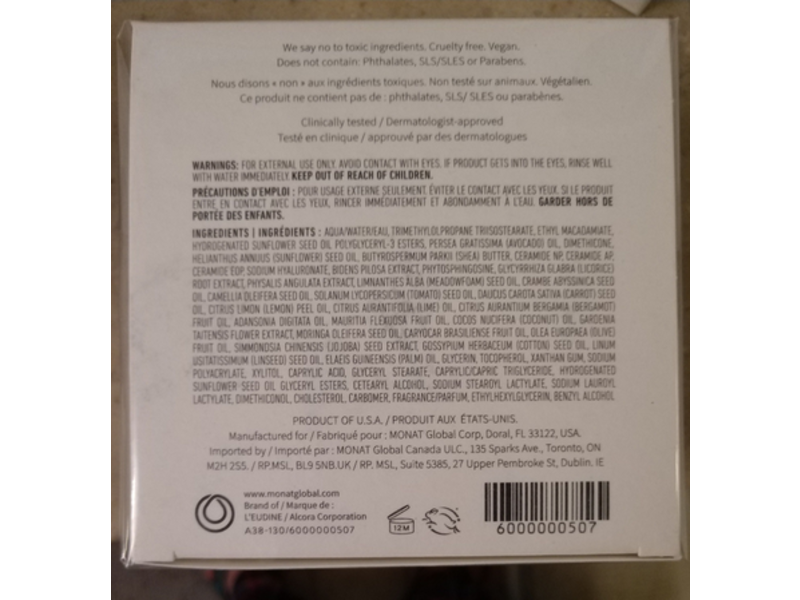 We say no to toxic ingredients. Cruelty free. Vegan.
Does not contain: Phthalates, SLS/SLES or Parabens.
Nous disons « non » aux ingrédients toxiques. Non testé sur animaux. Végétalien.
Ce produit ne contient pas de : phthalates, SLS/ SLES ou parabènes.
Clinically tested / Dermatologist-approved
Testé en clinique / approuvé par des dermatologues
WARNINGS: FOR EXTERNAL USE ONLY. AVOID CONTACT WITH EYES. IF PRODUCT GETS INTO THE EYES, RINSE WELL
WITH WATER IMMEDIATELY. KEEP OUT OF REACH OF CHILDREN.
PRÉCAUTIONS D'EMPLOI : POUR USAGE EXTERNE SEULEMENT. ÉVITER LE CONTACT AVEC LES YEUX. SI LE PRODUIT
ENTRE EN CONTACT AVEC LES YEUX, RINCER IMMÉDIATEMENT ET ABONDAMMENT À L'EAU. GARDER HORS DE
PORTÉE DES ENFANTS.
INGREDIENTS | INGRÉDIENTS : AQUA/WATER/EAU, TRIMETHYLOLPROPANE TRIISOSTEARATE, ETHYL MACADAMIATE,
HYDROGENATED SUNFLOWER SEED OIL POLYGLYCERYL-3 ESTERS, PERSEA GRATISSIMA (AVOCADO) OIL, DIMETHICONE,
HELIANTHUS ANNUUS (SUNFLOWER) SEED OIL, BUTYROSPERMUM PARKII (SHEA) BUTTER, CERAMIDE NP, CERAMIDE AP,
CERAMIDE EOP, SODIUM HYALURONATE, BIDENS PILOSA EXTRACT, PHYTOSPHINGOSINE, GLYCYRRHIZA GLABRA (LICORICE)
ROOT EXTRACT, PHYSALIS ANGULATA EXTRACT, LIMNANTHES ALBA (MEADOWFOAM) SEED OIL, CRAMBE ABYSSINICA SEED
OIL, CAMELLIA OLEIFERA SEED OIL, SOLANUM LYCOPERSICUM (TOMATO) SEED OIL, DAUCUS CAROTA SATIVA (CARROT) SEED
OIL, CITRUS LIMON (LEMON) PEEL OIL, CITRUS AURANTIFOLIA (LIME) OIL, CITRUS AURANTIUM BERGAMIA (BERGAMOT)
FRUIT OIL, ADANSONIA DIGITATA OIL, MAURITIA FLEXUOSA FRUIT OIL, COCOS NUCIFERA (COCONUT) OIL, GARDENIA
TAITENSIS FLOWER EXTRACT, MORINGA OLEIFERA SEED OIL, CARYOCAR BRASILIENSE FRUIT OIL, OLEA EUROPAEA (OLIVE)
FRUIT OIL, SIMMONDSIA CHINENSIS (JOJOBA) SEED EXTRACT, GOSSYPIUM HERBACEUM (COTTON) SEED OIL, LINUM
USITATISSIMUM (LINSEED) SEED OIL, ELAEIS GUINEENSIS (PALM) OIL, GLYCERIN, TOCOPHEROL, XANTHAN GUM, SODIUM
POLYACRYLATE, XYLITOL, CAPRYLIC ACID, GLYCERYL STEARATE, CAPRYLIC/CAPRIC TRIGLYCERIDE, HYDROGENATED
SUNFLOWER SEED OIL GLYCERYL ESTERS, CETEARYL ALCOHOL, SODIUM STEAROYL LACTYLATE, SODIUM LAUROYL
LACTYLATE, DIMETHICONOL, CHOLESTEROL, CARBOMER, FRAGRANCE/PARFUM, ETHYLHEXYLGLYCERIN, BENZYL ALCOHOL
PRODUCT OF U.S.A. / PRODUIT AUX ÉTATS-UNIS.
Manufactured for / Fabriqué pour : MONAT Global Corp, Doral, FL 33122, USA.
Imported by / Importé par : MONAT Global Canada ULC., 135 Sparks Ave., Toronto, ON
M2H 2S5. / RP.MSL, BL9 5NB.UK / RP. MSL, Suite 5385, 27 Upper Pembroke St, Dublin. IE
www.monatglobal.com
Brand of / Marque de :
L'EUDINE / Alcora Corporation
A38-130/6000000507
12M
6000000507